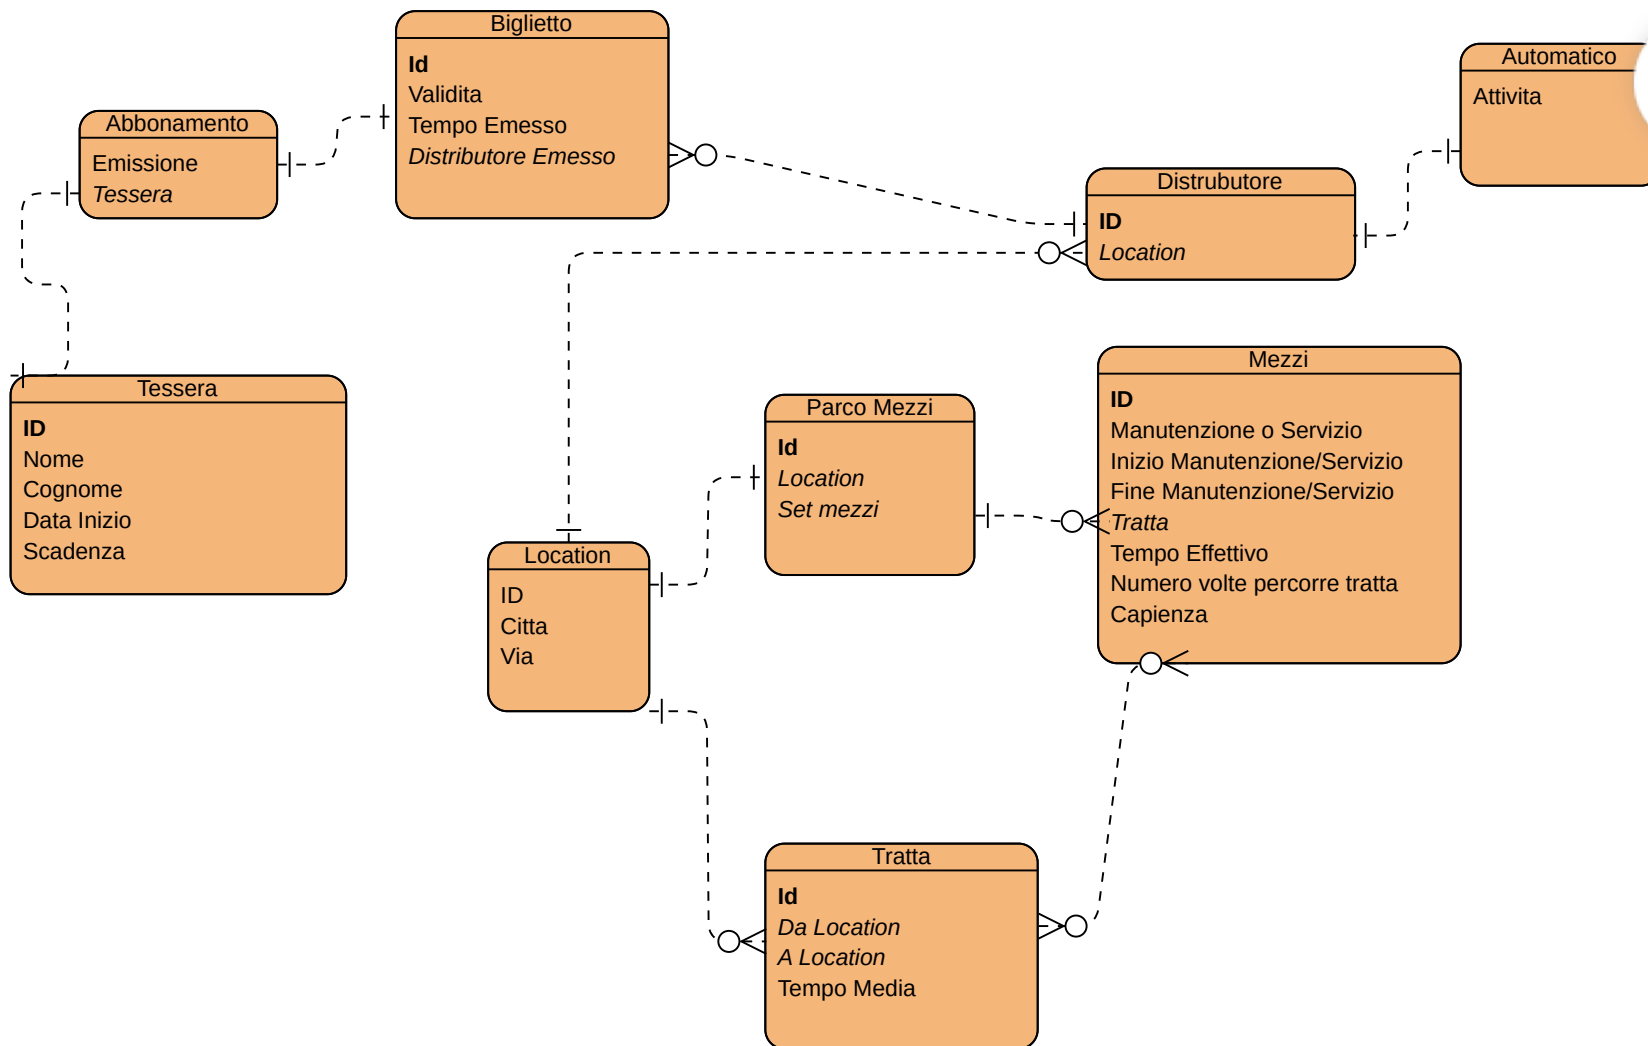 Biglietto
Id
Validita
Tempo Emesso
Distributore Emesso
Automatico
Attivita
Abbonamento
Emissione
Tessera
Distrubutore
ID
Location
Tessera
ID
Nome
Cognome
Data Inizio
Scadenza
Parco Mezzi
Id
Location
Set mezzi
Mezzi
ID
Manutenzione o Servizio
Inizio Manutenzione/Servizio
Fine Manutenzione/Servizio
Tratta
Tempo Effettivo
Numero volte percorre tratta
Capienza
Location
ID
Citta
Via
Tratta
Id
Da Location
A Location
Tempo Media